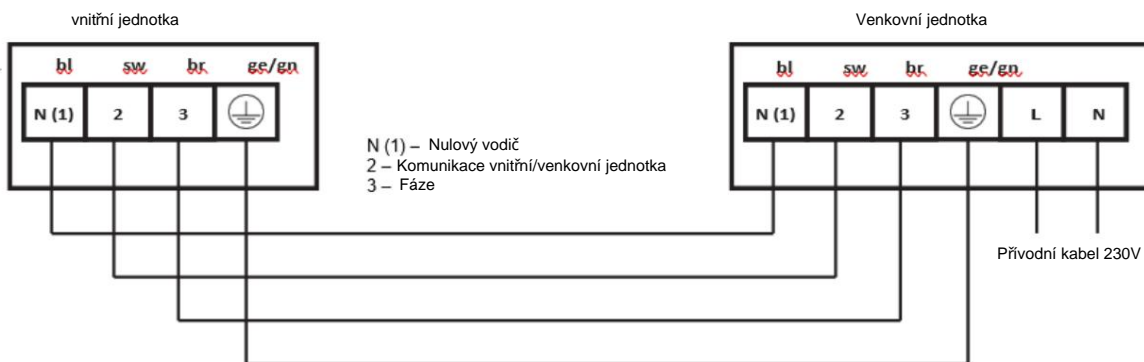 vnitřní jednotka
Venkovní jednotka
bl sw br ge/gn
bl sw br ge/gn
N (1) 2 3
N (1) 2 3 L N
N (1) – Nulový vodič
2 – Komunikace vnitřní/venkovní jednotka
3 – Fáze
Přívodní kabel 230V